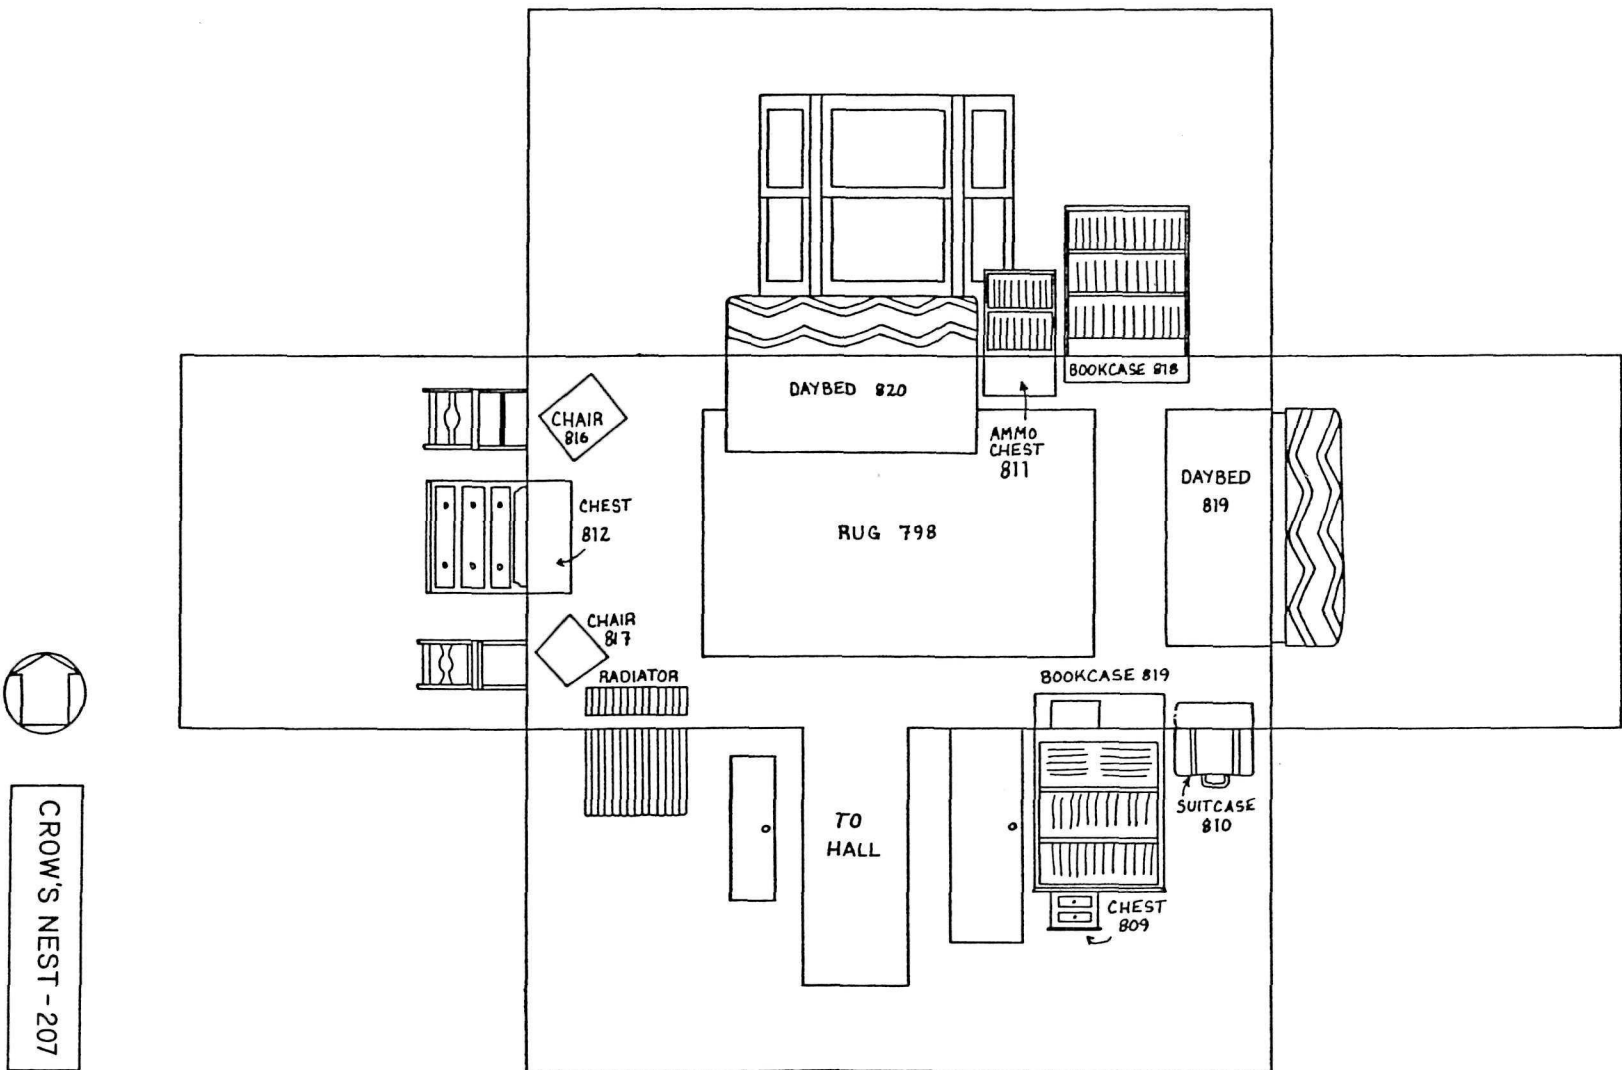 DAYBED 820
BOOKCASE 818
CHAIR
816
AMMO
CHEST
811
DAYBED
819
CHEST
812
RUG 798
CHAIR
817
RADIATOR
BOOKCASE 819
SUITCASE
810
TO
HALL
CHEST
809
CROW'S NEST - 207